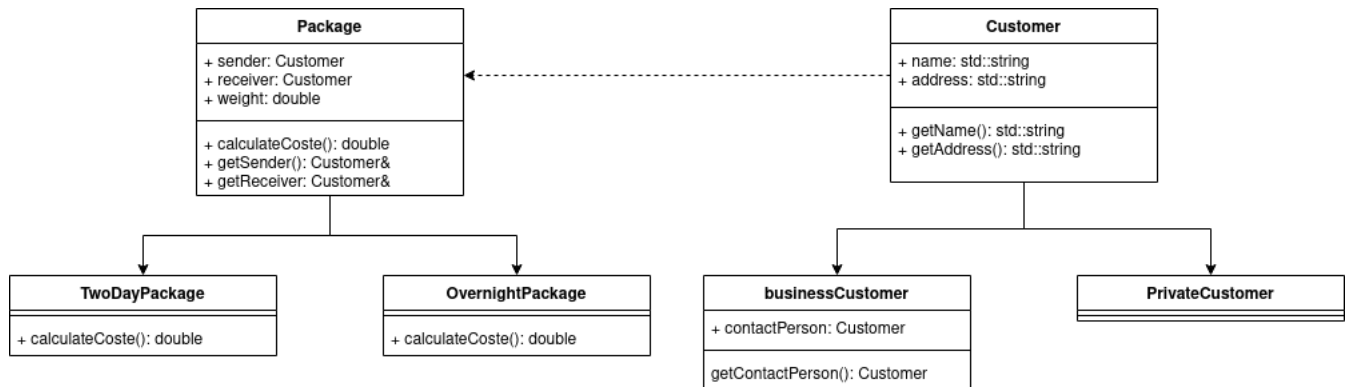 Package
+ sender: Customer
+ receiver: Customer
+ weight: double
+ calculateCoste(): double
+ getSender(): Customer&
+ getReceiver: Customer&
Customer
+ name: std::string
+ address: std::string
+ getName(): std::string
+ getAddress(): std::string
TwoDayPackage
+ calculateCoste(): double
OvernightPackage
+ calculateCoste(): double
businessCustomer
+ contactPerson: Customer
getContactPerson(): Customer
PrivateCustomer